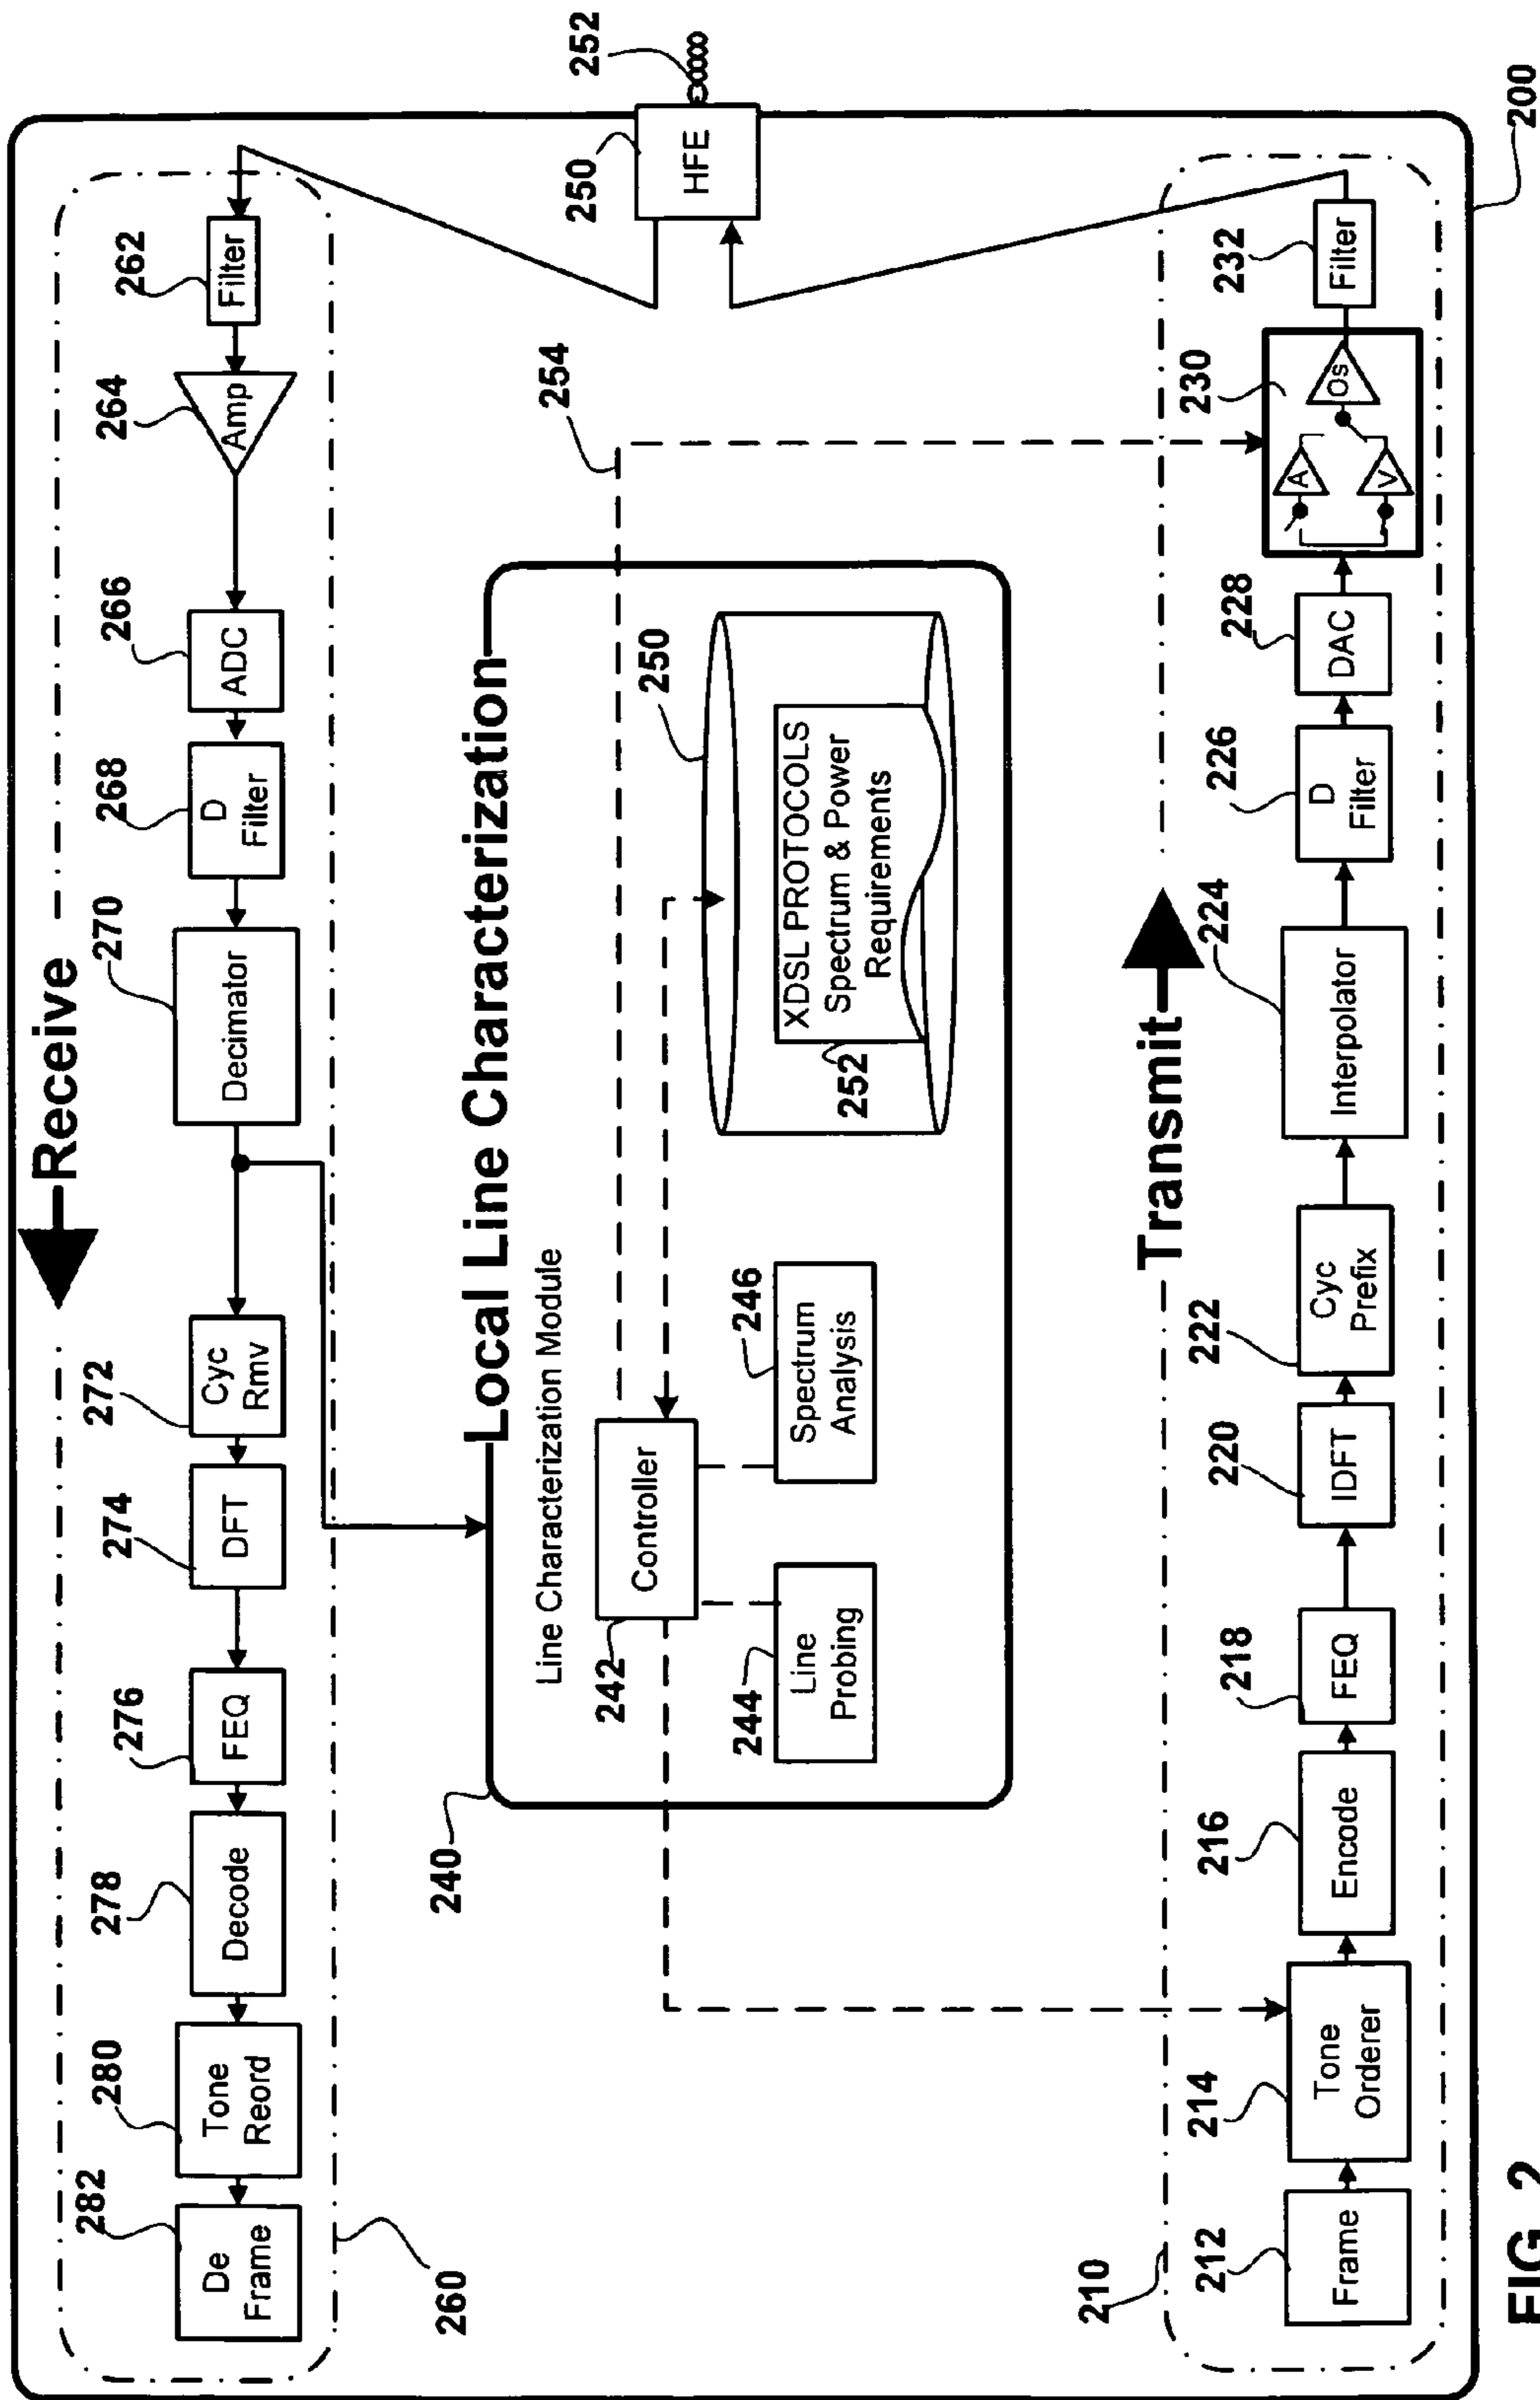 Receive
282
280
278
276
274
272
270
268
266
264
262
De
Frame
Tone
Reord
Decode
FEQ
DFT
Cyc
Rmv
Decimator
D
Filter
ADC
Amp
Filter
260
240
Local Line Characterization
Line Characterization Module
254
250
252
HFE
242
Controller
244
Line
Probing
246
Spectrum
Analysis
250
252
XDSL PROTOCOLS
Spectrum & Power
Requirements
Transmit
210
212
214
216
218
220
222
224
226
228
230
232
Frame
Tone
Orderer
Encode
FEQ
IDFT
Cyc
Prefix
Interpolator
D
Filter
DAC
A
V
Os
Filter
200
FIG. 2